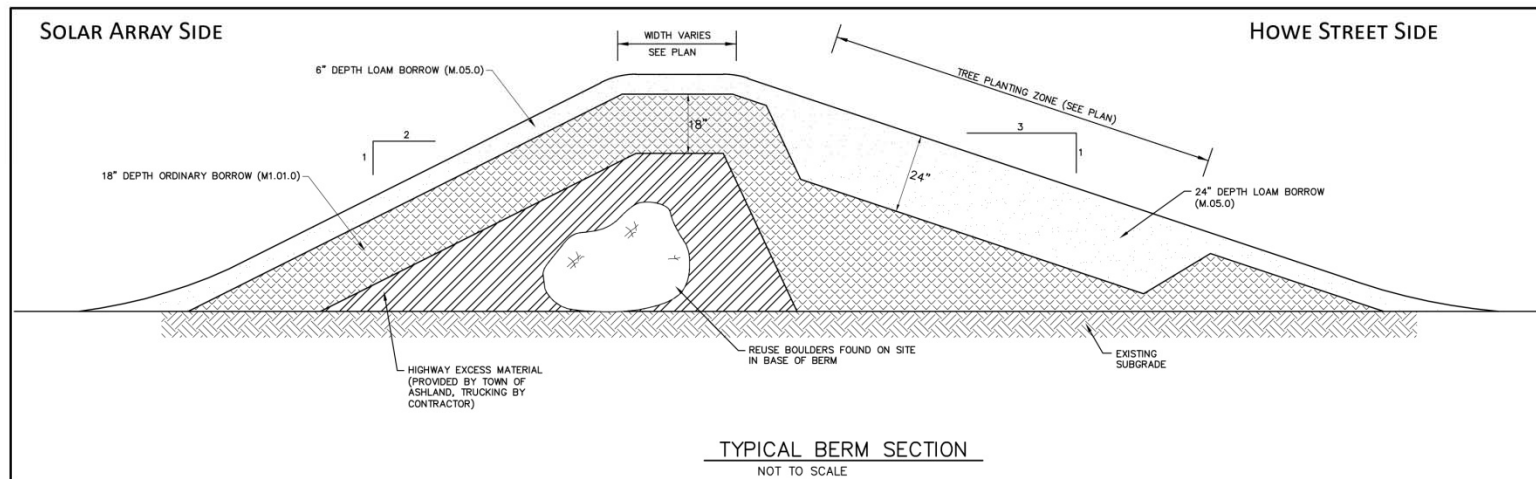 SOLAR ARRAY SIDE
HOWE STREET SIDE
WIDTH VARIES
SEE PLAN
6" DEPTH LOAM BORROW (M.05.0)
TREE PLANTING ZONE (SEE PLAN)
2
1
18"
3
1
18" DEPTH ORDINARY BORROW (M1.01.0)
24"
24" DEPTH LOAM BORROW
(M.05.0)
HIGHWAY EXCESS MATERIAL
(PROVIDED BY TOWN OF
ASHLAND, TRUCKING BY
CONTRACTOR)
REUSE BOULDERS FOUND ON SITE
IN BASE OF BERM
EXISTING
SUBGRADE
TYPICAL BERM SECTION
NOT TO SCALE